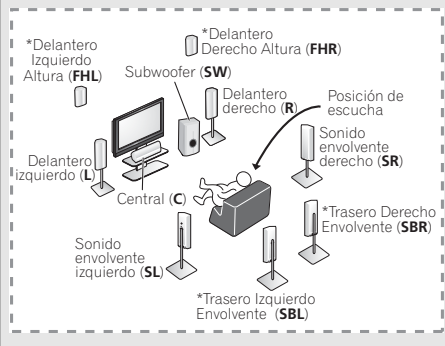 *Delantero
Izquierdo
Altura (FHL)
*Delantero
Derecho Altura (FHR)
Subwoofer (SW)
Delantero
derecho (R)
Posición de
escucha
Sonido
envolvente
derecho (SR)
Delantero
izquierdo (L)
Central (C)
*Trasero Derecho
Envolvente (SBR)
Sonido
envolvente
izquierdo (SL)
*Trasero Izquierdo
Envolvente (SBL)